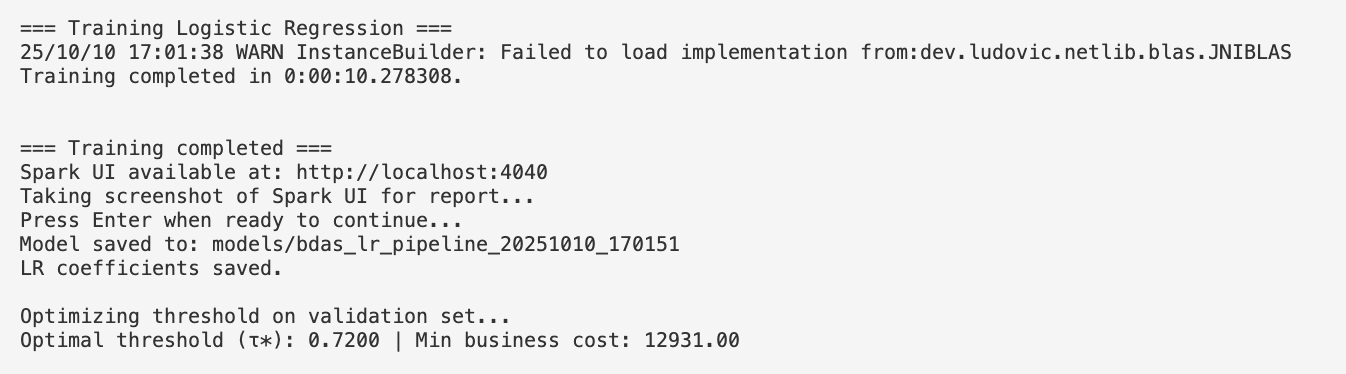 === Training Logistic Regression ===
25/10/10 17:01:38 WARN InstanceBuilder: Failed to load implementation from:dev.ludovic.netlib.blas.JNIBLAS
Training completed in 0:00:10.278308.
=== Training completed ===
Spark UI available at: http://localhost:4040
Taking screenshot of Spark UI for report...
Press Enter when ready to continue...
Model saved to: models/bdas_lr_pipeline_20251010_170151
LR coefficients saved.
Optimizing threshold on validation set...
Optimal threshold (τ*): 0.7200 | Min business cost: 12931.00